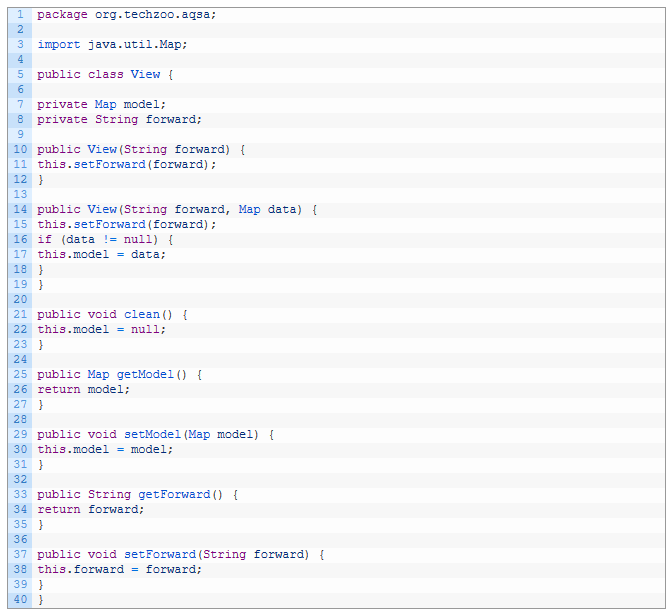 1 package org.techzoo.aqsa;
2
3 import java.util.Map;
4
5 public class View {
6
7 private Map model;
8 private String forward;
9
10 public View(String forward) {
11 this.setForward(forward);
12 }
13
14 public View(String forward, Map data) {
15 this.setForward(forward);
16 if (data != null) {
17 this.model = data;
18 }
19 }
20
21 public void clean() {
22 this.model = null;
23 }
24
25 public Map getModel() {
26 return model;
27 }
28
29 public void setModel(Map model) {
30 this.model = model;
31 }
32
33 public String getForward() {
34 return forward;
35 }
36
37 public void setForward(String forward) {
38 this.forward = forward;
39 }
40 }